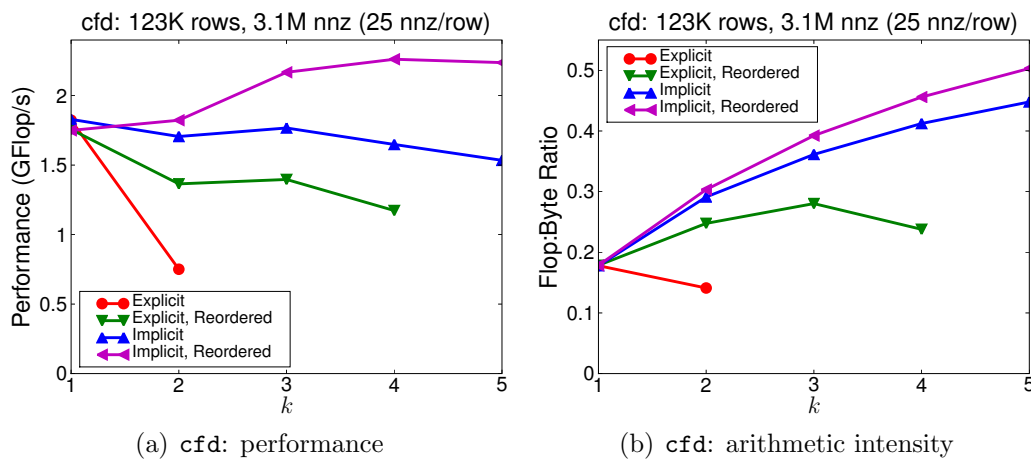 cfd: 123K rows, 3.1M nnz (25 nnz/row)
Performance (GFlop/s)
2
1.5
1
0.5
0
Explicit
Explicit, Reordered
Implicit
Implicit, Reordered
1 2 3 4 5
k
(a) cfd: performance
cfd: 123K rows, 3.1M nnz (25 nnz/row)
Flop:Byte Ratio
0.5
0.4
0.3
0.2
0.1
0
Explicit
Explicit, Reordered
Implicit
Implicit, Reordered
1 2 3 4 5
k
(b) cfd: arithmetic intensity